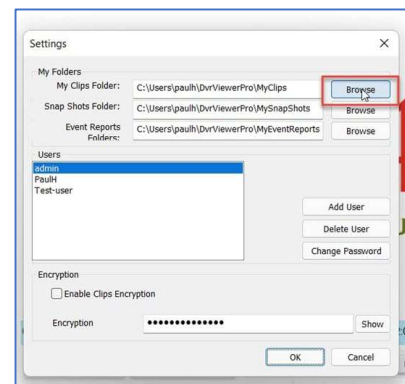 Settings
My Folders
My Clips Folder: C:\Users\paulh\DvrViewerPro\MyClips Browse
Snap Shots Folder: C:\Users\paulh\DvrViewerPro\MySnapShots Browse
Event Reports Folders: C:\Users\paulh\DvrViewerPro\MyEventReports Browse
Users
admin
PaulH
Test-user
Add User
Delete User
Change Password
Encryption
Enable Clips Encryption
Encryption •••••••••••••• Show
OK Cancel